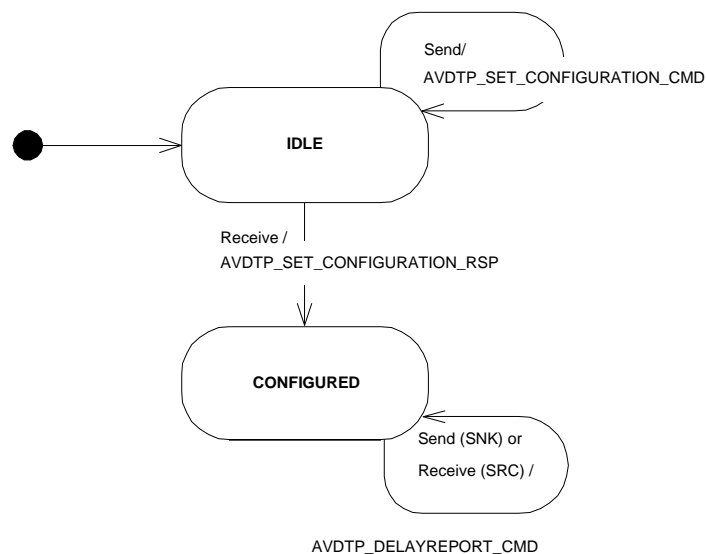 Send/
AVDTP_SET_CONFIGURATION_CMD
IDLE
Receive /
AVDTP_SET_CONFIGURATION_RSP
CONFIGURED
Send (SNK) or
Receive (SRC) /
AVDTP_DELAYREPORT_CMD